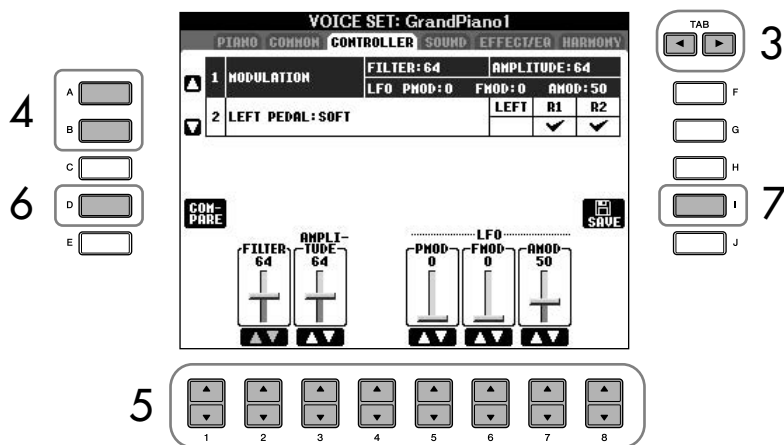 VOICE SET: GrandPiano1
PIANO COMMON CONTROLLER SOUND EFFECT/EQ HARMONY
TAB
3
1 MODULATION FILTER:64 AMPLITUDE:64
LFO PMOD:0 FMOD:0 AMOD:50
2 LEFT PEDAL:SOFT LEFT R1 R2
4
A
B
C
6
D
E
F
G
H
7
I
J
COM-
PARE
SAVE
FILTER
64
AMPLI-
TUDE
64
LFO
PMOD
0
FMOD
0
AMOD
50
5
1 2 3 4 5 6 7 8